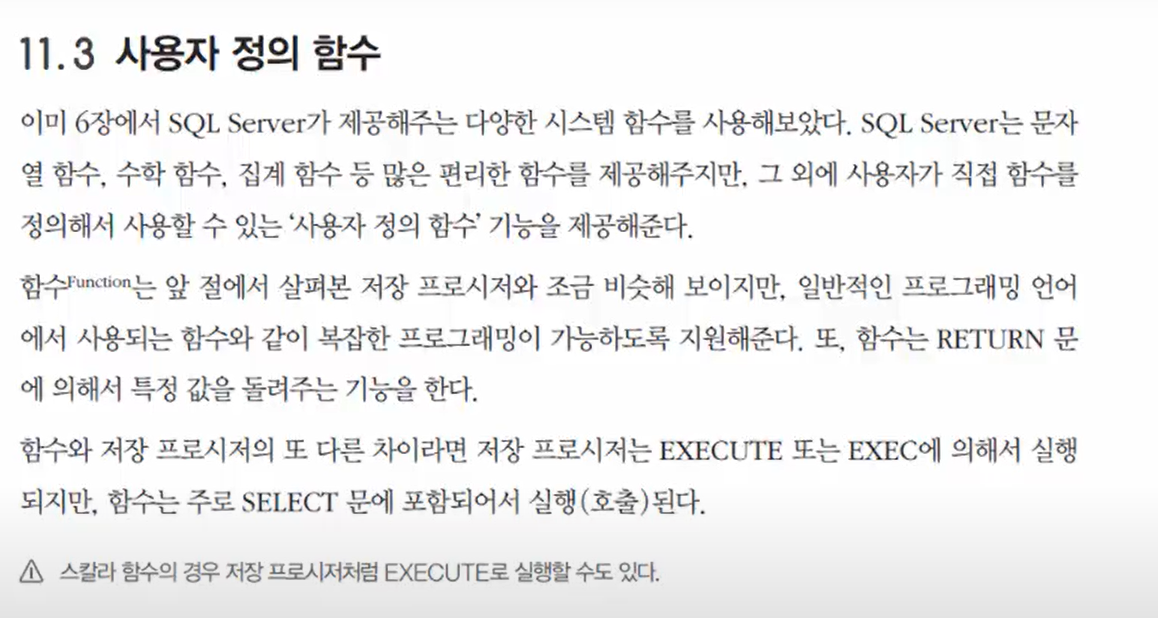 11.3 사용자 정의 함수
이미 6장에서 SQL Server가 제공해주는 다양한 시스템 함수를 사용해보았다. SQL Server는 문자
열 함수, 수학 함수, 집계 함수 등 많은 편리한 함수를 제공해주지만, 그 외에 사용자가 직접 함수를
정의해서 사용할 수 있는 ‘사용자 정의 함수’ 기능을 제공해준다.
함수Function는 앞 절에서 살펴본 저장 프로시저와 조금 비슷해 보이지만, 일반적인 프로그래밍 언어
에서 사용되는 함수와 같이 복잡한 프로그래밍이 가능하도록 지원해준다. 또, 함수는 RETURN 문
에 의해서 특정 값을 돌려주는 기능을 한다.
함수와 저장 프로시저의 또 다른 차이라면 저장 프로시저는 EXECUTE 또는 EXEC에 의해서 실행
되지만, 함수는 주로 SELECT 문에 포함되어서 실행(호출)된다.
스칼라 함수의 경우 저장 프로시저처럼 EXECUTE로 실행할 수도 있다.